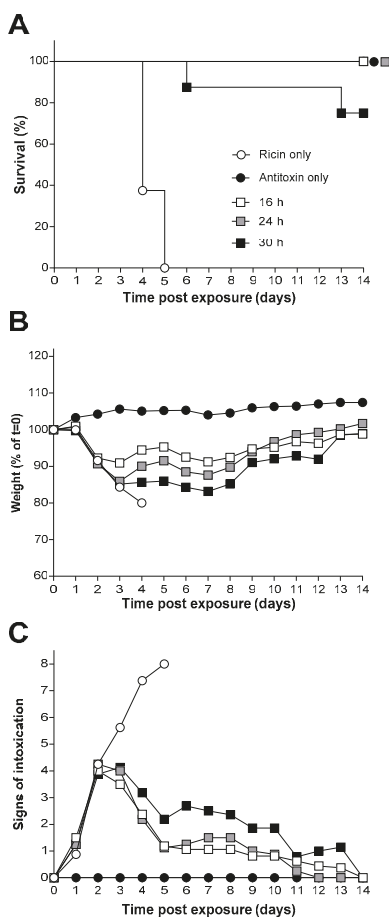 A
100
80
60
40
20
0
Survival (%)
Ricin only
Antitoxin only
16 h
24 h
30 h
0 1 2 3 4 5 6 7 8 9 10 11 12 13 14
Time post exposure (days)
B
120
110
100
90
80
70
60
Weight (% of t=0)
0 1 2 3 4 5 6 7 8 9 10 11 12 13 14
Time post exposure (days)
C
8
7
6
5
4
3
2
1
0
Signs of intoxication
0 1 2 3 4 5 6 7 8 9 10 11 12 13 14
Time post exposure (days)